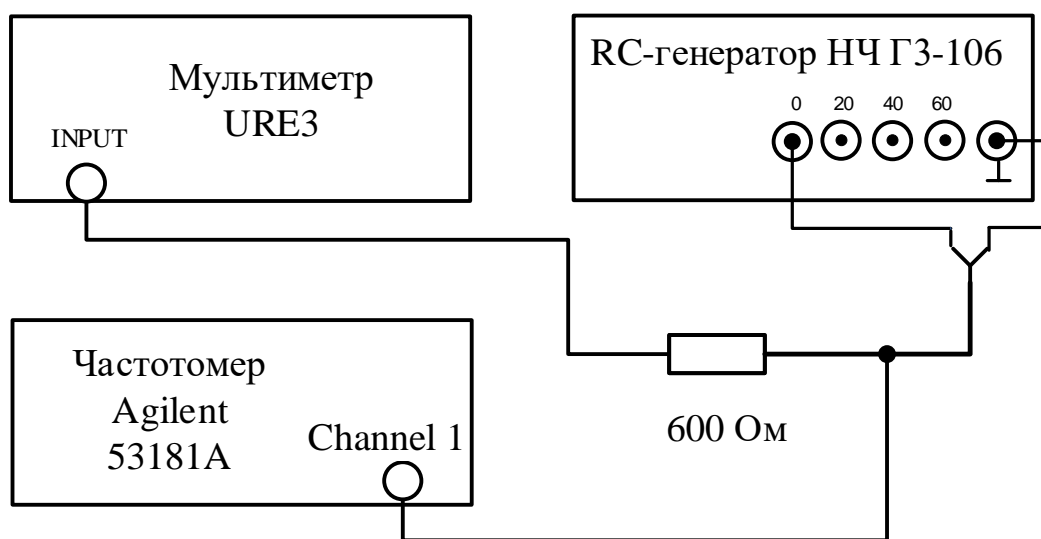 Мультиметр
URE3
INPUT
RC-генератор НЧ Г3-106
0 20 40 60
Частотомер
Agilent
53181A
Channel 1
600 Ом